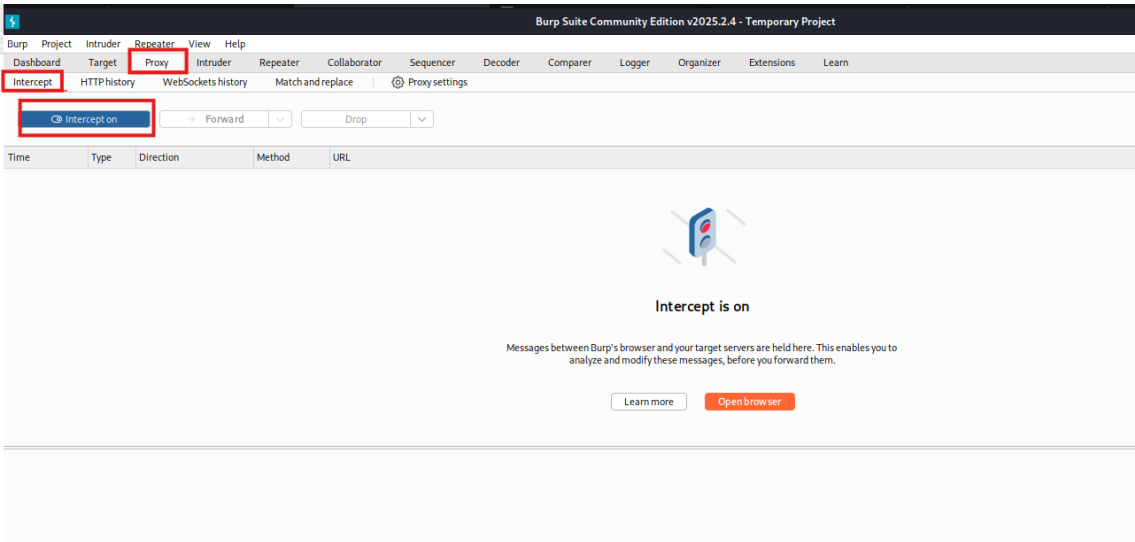 Burp Suite Community Edition v2025.2.4 - Temporary Project
Burp Project Intruder Repeater View Help
Dashboard Target Proxy Intruder Repeater Collaborator Sequencer Decoder Comparer Logger Organizer Extensions Learn
Intercept HTTP history WebSockets history Match and replace Proxy settings
Intercept on Forward Drop
Time Type Direction Method URL
Intercept is on
Messages between Burp's browser and your target servers are held here. This enables you to
analyze and modify these messages, before you forward them.
Learn more Open browser